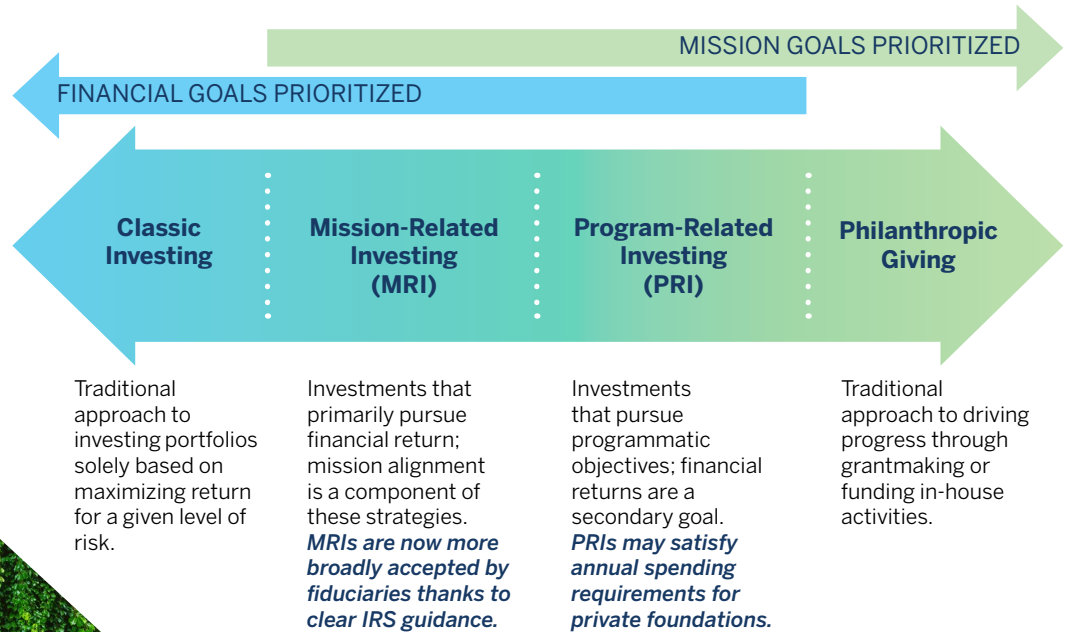 MISSION GOALS PRIORITIZED
FINANCIAL GOALS PRIORITIZED
Classic
Investing
Mission-Related
Investing
(MRI)
Program-Related
Investing
(PRI)
Philanthropic
Giving
Traditional
approach to
investing portfolios
solely based on
maximizing return
for a given level of
risk.
Investments that
primarily pursue
financial return;
mission alignment
is a component of
these strategies.
MRIs are now more
broadly accepted by
fiduciaries thanks to
clear IRS guidance.
Investments
that pursue
programmatic
objectives; financial
returns are a
secondary goal.
PRIs may satisfy
annual spending
requirements for
private foundations.
Traditional
approach to driving
progress through
grantmaking or
funding in-house
activities.